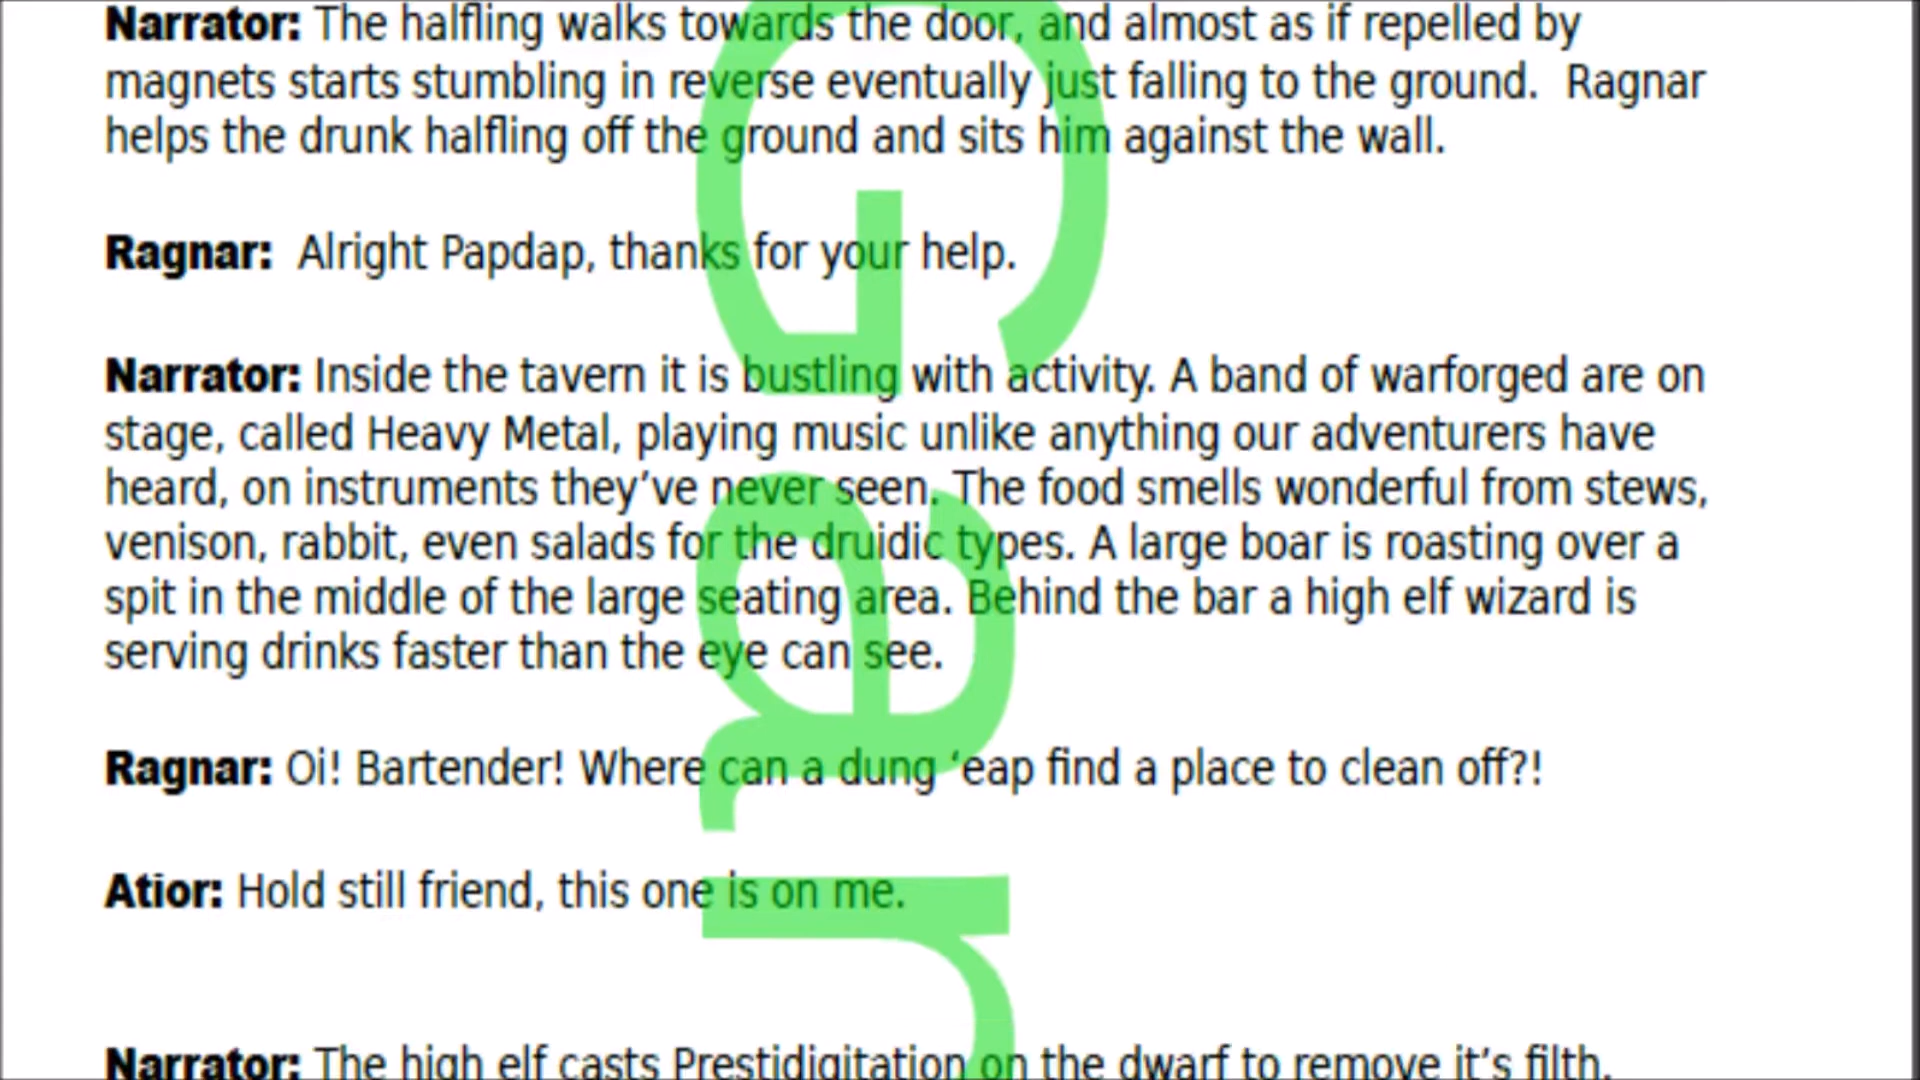 Narrator: The halfling walks towards the door, and almost as if repelled by
magnets starts stumbling in reverse eventually just falling to the ground.  Ragnar
helps the drunk halfling off the ground and sits him against the wall.
Ragnar:  Alright Papdap, thanks for your help.
Narrator: Inside the tavern it is bustling with activity. A band of warforged are on
stage, called Heavy Metal, playing music unlike anything our adventurers have
heard, on instruments they’ve never seen. The food smells wonderful from stews,
venison, rabbit, even salads for the druidic types. A large boar is roasting over a
spit in the middle of the large seating area. Behind the bar a high elf wizard is
serving drinks faster than the eye can see.
Ragnar: Oi! Bartender! Where can a dung ‘eap find a place to clean off?!
Atior: Hold still friend, this one is on me.
Narrator: The high elf casts Prestidigitation on the dwarf to remove it’s filth.
Gar